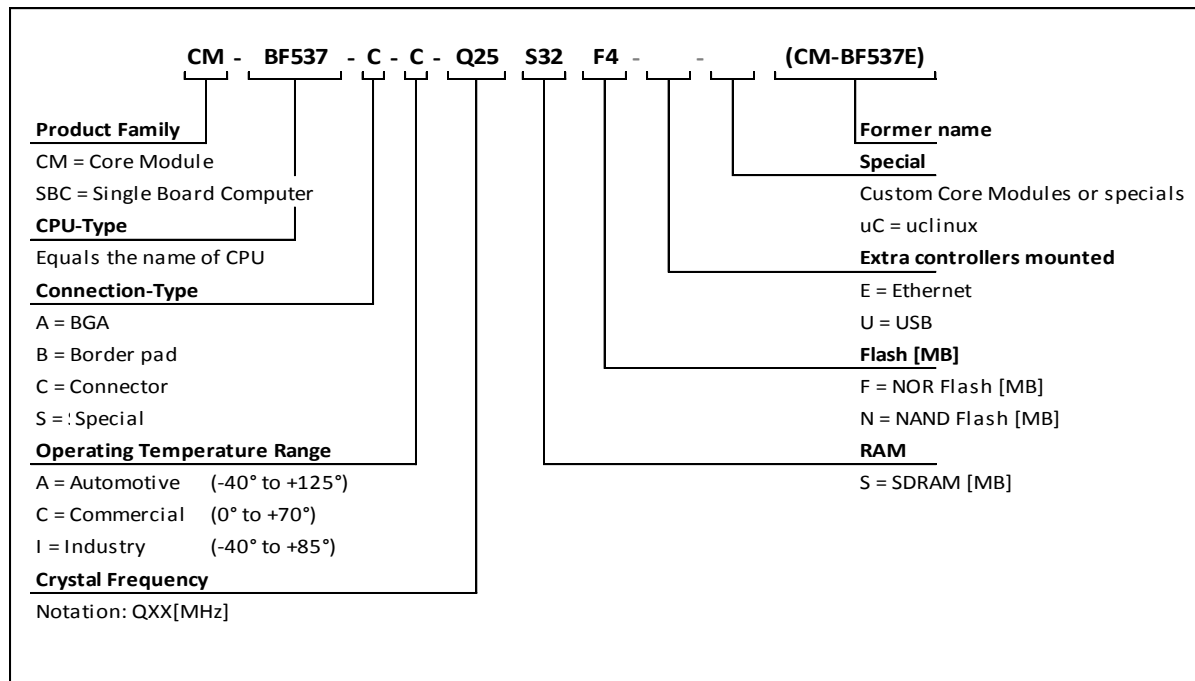 CM - BF537 - C - C - Q25 S32 F4 - - (CM-BF537E)
Product Family
CM = Core Module
SBC = Single Board Computer
CPU-Type
Equals the name of CPU
Connection-Type
A = BGA
B = Border pad
C = Connector
S = : Special
Operating Temperature Range
A = Automotive (-40° to +125°)
C = Commercial (0° to +70°)
I = Industry (-40° to +85°)
Crystal Frequency
Notation: QXX[MHz]
Former name
Special
Custom Core Modules or specials
uC = uclinux
Extra controllers mounted
E = Ethernet
U = USB
Flash [MB]
F = NOR Flash [MB]
N = NAND Flash [MB]
RAM
S = SDRAM [MB]